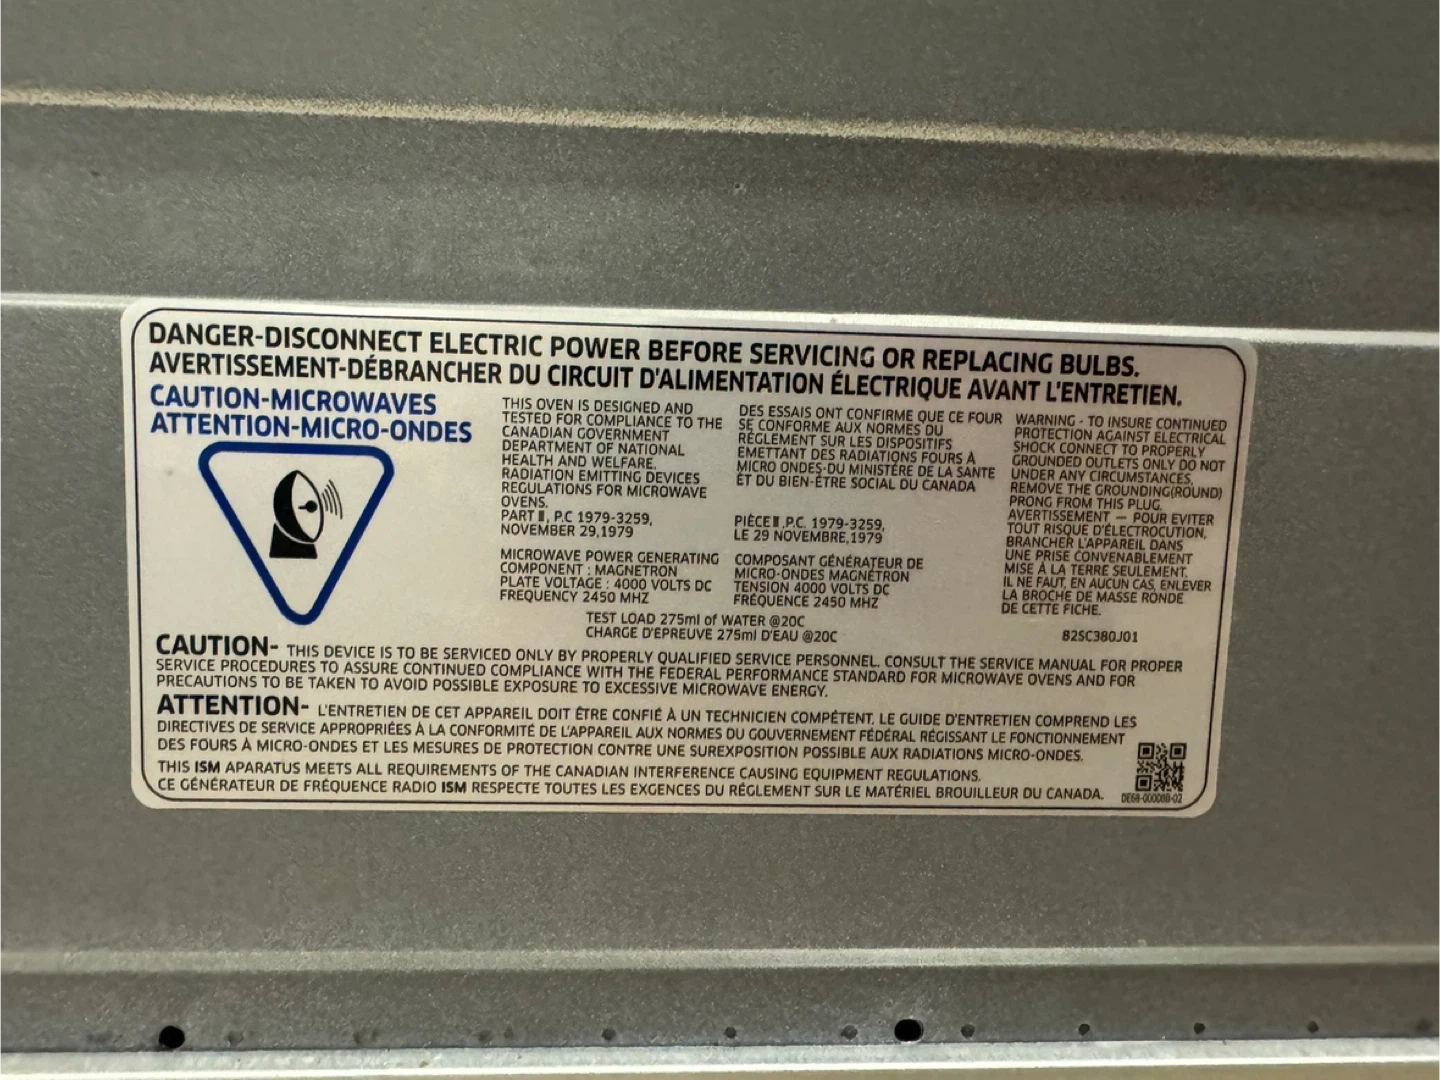 DANGER-DISCONNECT ELECTRIC POWER BEFORE SERVICING OR REPLACING BULBS.
AVERTISSEMENT-DÉBRANCHER DU CIRCUIT D'ALIMENTATION ÉLECTRIQUE AVANT L'ENTRETIEN.
CAUTION-MICROWAVES
ATTENTION-MICRO-ONDES
THIS OVEN IS DESIGNED AND
TESTED FOR COMPLIANCE TO THE
CANADIAN GOVERNMENT
DEPARTMENT OF NATIONAL
HEALTH AND WELFARE.
RADIATION EMITTING DEVICES
REGULATIONS FOR MICROWAVE
OVENS.
PART Ⅱ, P.C 1979-3259,
NOVEMBER 29,1979
MICROWAVE POWER GENERATING
COMPONENT : MAGNETRON
PLATE VOLTAGE : 4000 VOLTS DC
FREQUENCY 2450 MHZ
DES ESSAIS ONT CONFIRME QUE CE FOUR
SE CONFORME AUX NORMES DU
RÉGLEMENT SUR LES DISPOSITIFS
EMETTANT DES RADIATIONS FOURS À
MICRO ONDES-DU MINISTÉRE DE LA SANTE
ET DU BIEN-ÊTRE SOCIAL DU CANADA
PIÈCE Ⅱ ,P.C. 1979-3259,
LE 29 NOVEMBRE,1979
COMPOSANT GÉNÉRATEUR DE
MICRO-ONDES MAGNÉTRON
TENSION 4000 VOLTS DC
FRÉQUENCE 2450 MHZ
WARNING - TO INSURE CONTINUED
PROTECTION AGAINST ELECTRICAL
SHOCK CONNECT TO PROPERLY
GROUNDED OUTLETS ONLY DO NOT
UNDER ANY CIRCUMSTANCES,
REMOVE THE GROUNDING(ROUND)
PRONG FROM THIS PLUG.
AVERTISSEMENT — POUR EVITER
TOUT RISQUE D'ÉLECTROCUTION,
BRANCHER L'APPAREIL DANS
UNE PRISE CONVENABLEMENT
MISE À LA TERRE SEULEMENT.
IL NE FAUT, EN AUCUN CAS, ENLEVER
LA BROCHE DE MASSE RONDE
DE CETTE FICHE.
TEST LOAD 275ml of WATER @20C
CHARGE D'EPREUVE 275ml D'EAU @20C
82SC380J01
CAUTION- THIS DEVICE IS TO BE SERVICED ONLY BY PROPERLY QUALIFIED SERVICE PERSONNEL. CONSULT THE SERVICE MANUAL FOR PROPER
SERVICE PROCEDURES TO ASSURE CONTINUED COMPLIANCE WITH THE FEDERAL PERFORMANCE STANDARD FOR MICROWAVE OVENS AND FOR
PRECAUTIONS TO BE TAKEN TO AVOID POSSIBLE EXPOSURE TO EXCESSIVE MICROWAVE ENERGY.
ATTENTION- L'ENTRETIEN DE CET APPAREIL DOIT ÊTRE CONFIÉ À UN TECHNICIEN COMPÉTENT. LE GUIDE D'ENTRETIEN COMPREND LES
DIRECTIVES DE SERVICE APPROPRIÉES À LA CONFORMITÉ DE L'APPAREIL AUX NORMES DU GOUVERNEMENT FÉDÉRAL RÉGISSANT LE FONCTIONNEMENT
DES FOURS À MICRO-ONDES ET LES MESURES DE PROTECTION CONTRE UNE SUREXPOSITION POSSIBLE AUX RADIATIONS MICRO-ONDES.
THIS ISM APARATUS MEETS ALL REQUIREMENTS OF THE CANADIAN INTERFERENCE CAUSING EQUIPMENT REGULATIONS.
CE GÉNÉRATEUR DE FRÉQUENCE RADIO ISM RESPECTE TOUTES LES EXGENCES DU RÉGLEMENT SUR LE MATÉRIEL BROUILLEUR DU CANADA.
DE68-00008B-02